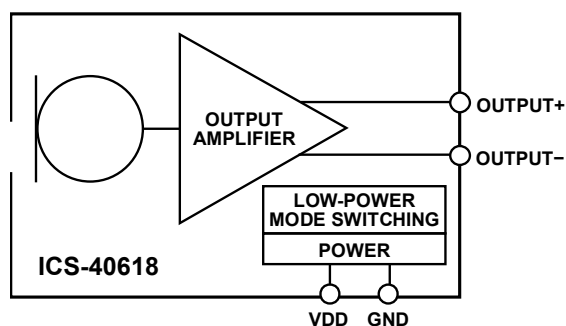 OUTPUT
AMPLIFIER
OUTPUT+
OUTPUT−
LOW-POWER
MODE SWITCHING
POWER
ICS-40618
VDD GND